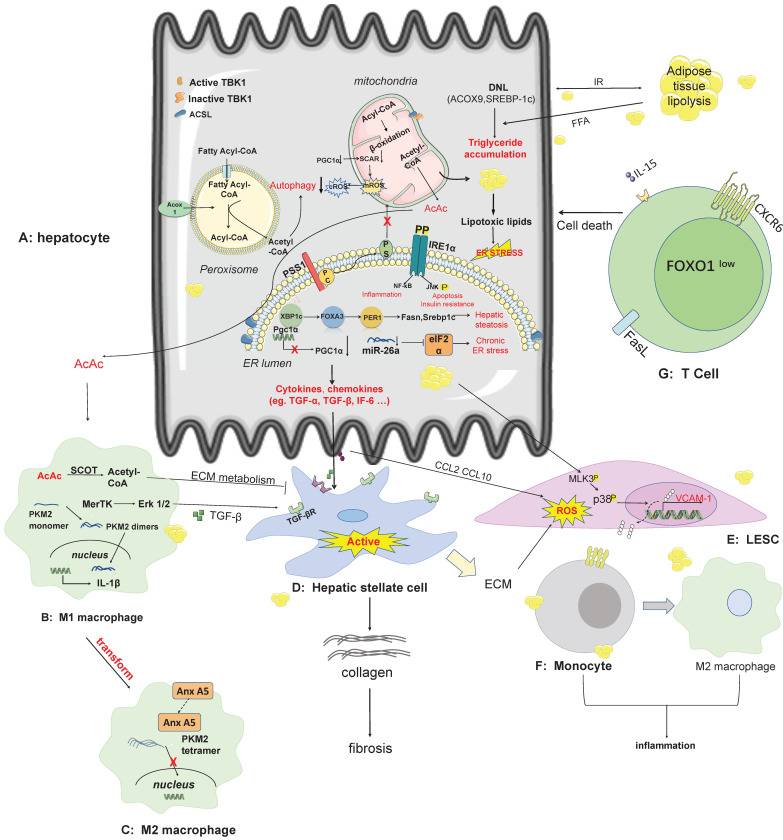 mitochondria
Active TBK1
Inactive TBK1
ACSL
DNL
(ACOX9,SREBP-1c)
IR
FFA
Adipose
tissue
lipolysis
Acyl-CoA
β-oxidation
Acetyl-
CoA
PGC1α
SCAR
cROS
mROS
Triglyceride
accumulation
Fatty Acyl-CoA
Fatty Acyl-
CoA
Acox
1
Acyl-CoA
Acetyl
-CoA
Peroxisome
Autophagy
AcAc
X
Lipotoxic lipids
ER STRESS
IL-15
CXCR6
Cell death
FOXO1 low
FasL
G: T Cell
A: hepatocyte
PSS1
P
C
P
S
PP
IRE1α
NF-kB
JNK P
Inflammation
Apoptosis
Insulin resistance
XBP1c
FOXA3
PER1
Fasn,Srebp1c
Hepatic
steatosis
Pgc1α
X
PGC1α
miR-26a
eIF2
α
Chronic
ER stress
ER lumen
Cytokines, chemokines
(eg. TGF-α, TGF-β, IF-6 ...)
AcAc
AcAc
SCOT
Acetyl-
CoA
MerTK
Erk 1/2
PKM2
monomer
PKM2 dimers
nucleus
IL-1β
B: M1 macrophage
ECM metabolism
TGF-β
TGF-βR
Active
D: Hepatic stellate cell
CCL2 CCL10
MLK3P
p38P
ROS
VCAM-1
E: LESC
ECM
collagen
fibrosis
F: Monocyte
M2 macrophage
inflammation
transform
Anx A5
Anx A5
PKM2
tetramer
X
nucleus
C: M2 macrophage